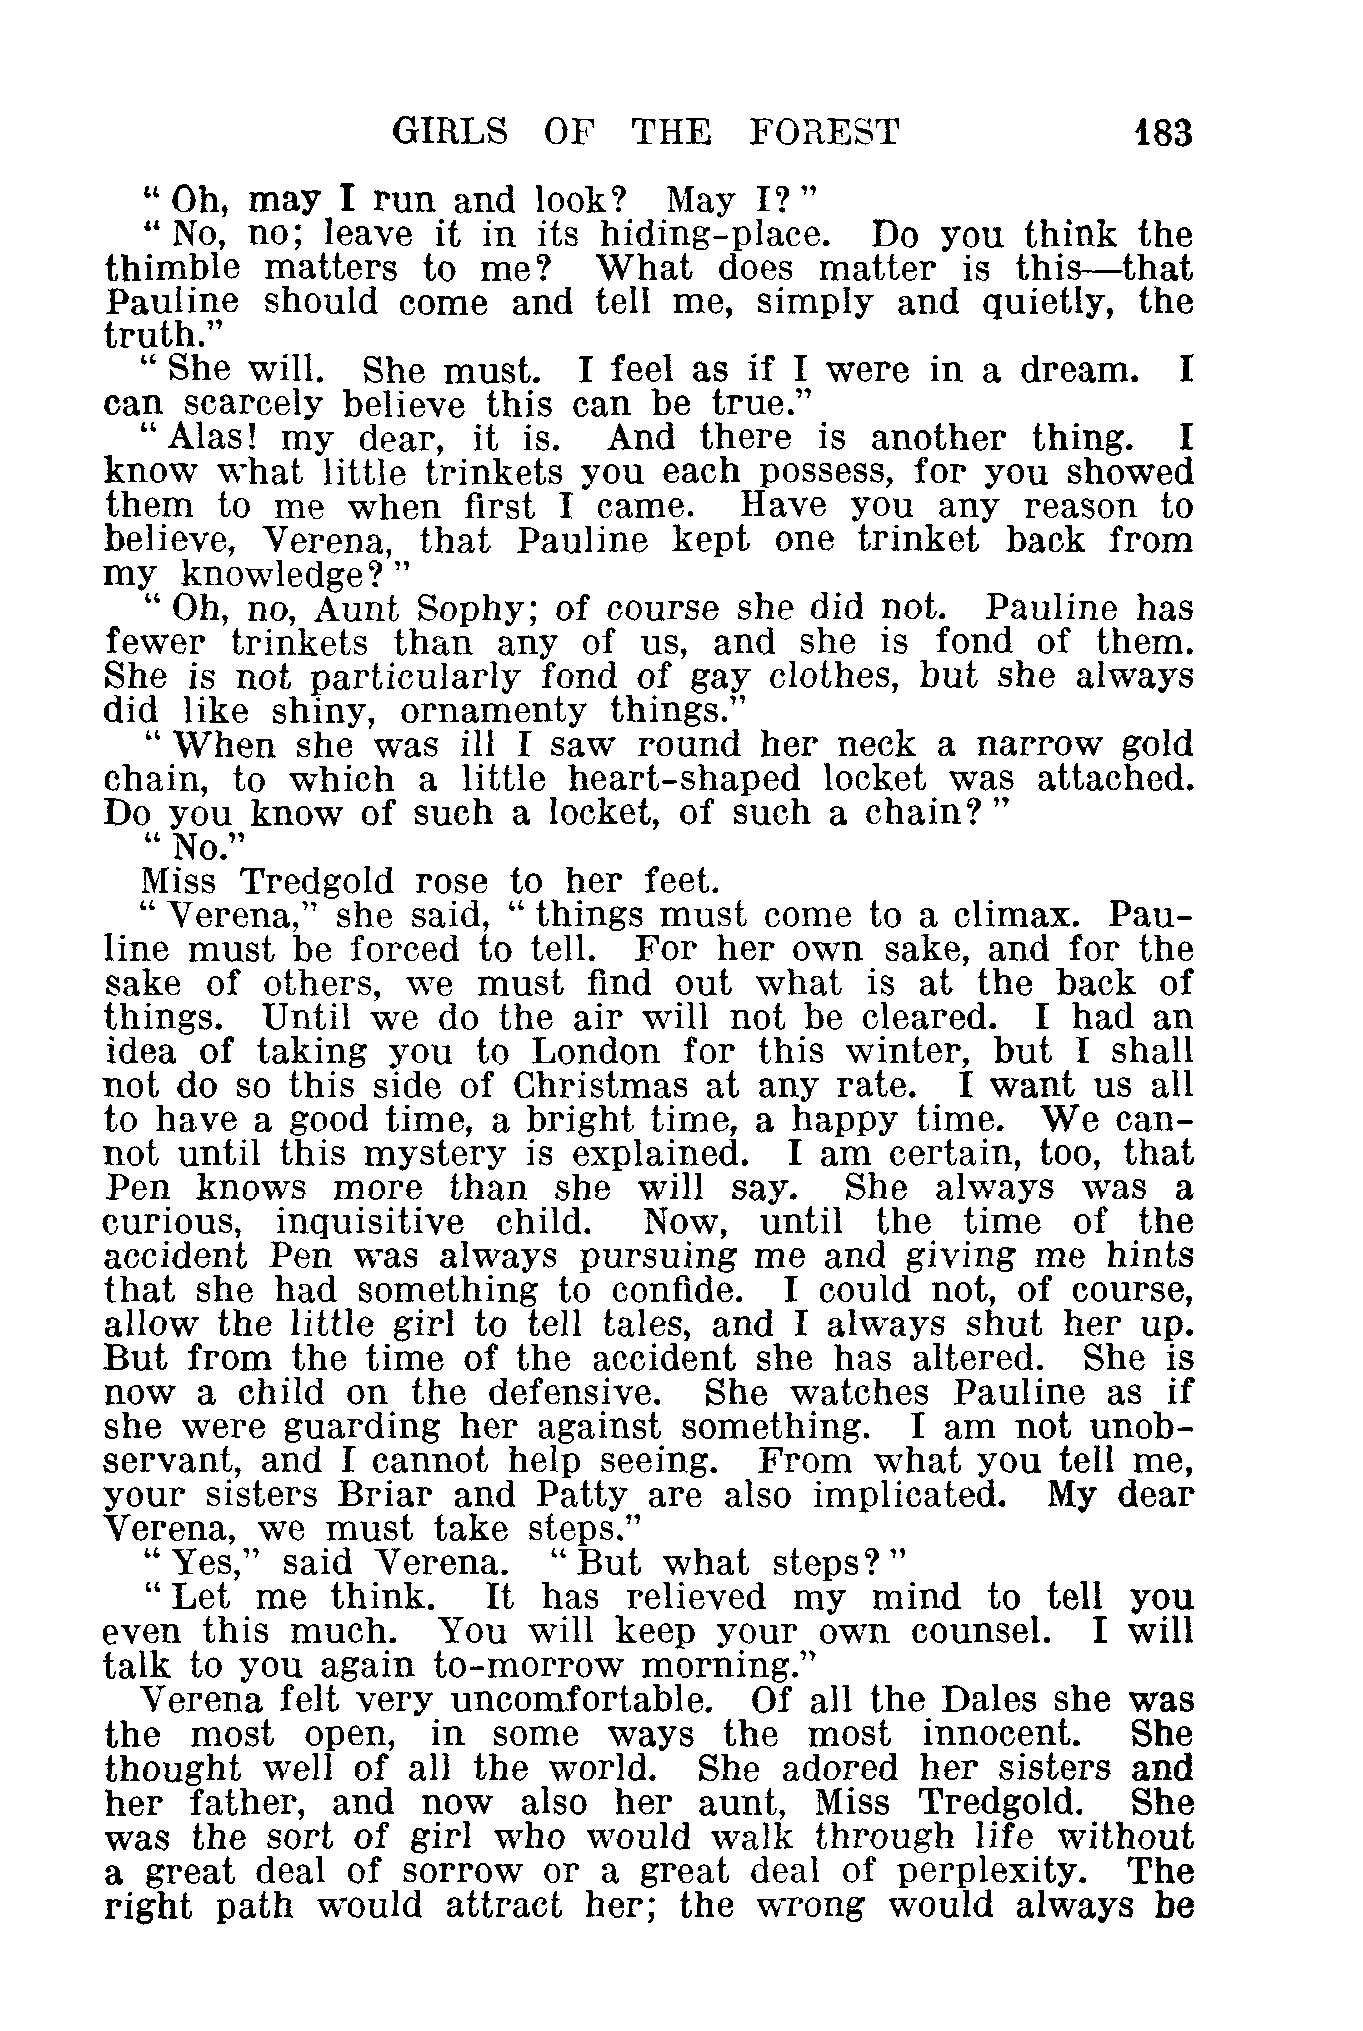 GIRLS OF THE FOREST 183
“ Oh, may I run and look? May I? ”
“ No, no; leave it in its hiding-place. Do you think the
thimble matters to me? What does matter is this—that
Pauline should come and tell me, simply and quietly, the
truth.”
“ She will. She must. I feel as if I were in a dream. I
can scarcely believe this can be true.”
“ Alas! my dear, it is. And there is another thing. I
know what little trinkets you each possess, for you showed
them to me when first I came. Have you any reason to
believe, Verena, that Pauline kept one trinket back from
my knowledge? ”
“ Oh, no, Aunt Sophy; of course she did not. Pauline has
fewer trinkets than any of us, and she is fond of them.
She is not particularly fond of gay clothes, but she always
did like shiny, ornamenty things.”
“ When she was ill I saw round her neck a narrow gold
chain, to which a little heart-shaped locket was attached.
Do you know of such a locket, of such a chain? ”
“ No.”
Miss Tredgold rose to her feet.
“ Verena,” she said, “ things must come to a climax. Pau-
line must be forced to tell. For her own sake, and for the
sake of others, we must find out what is at the back of
things. Until we do the air will not be cleared. I had an
idea of taking you to London for this winter, but I shall
not do so this side of Christmas at any rate. I want us all
to have a good time, a bright time, a happy time. We can-
not until this mystery is explained. I am certain, too, that
Pen knows more than she will say. She always was a
curious, inquisitive child. Now, until the time of the
accident Pen was always pursuing me and giving me hints
that she had something to confide. I could not, of course,
allow the little girl to tell tales, and I always shut her up.
But from the time of the accident she has altered. She is
now a child on the defensive. She watches Pauline as if
she were guarding her against something. I am not unob-
servant, and I cannot help seeing. From what you tell me,
your sisters Briar and Patty are also implicated. My dear
Verena, we must take steps.”
“ Yes,” said Verena. “ But what steps? ”
“ Let me think. It has relieved my mind to tell you
even this much. You will keep your own counsel. I will
talk to you again to-morrow morning.”
Verena felt very uncomfortable. Of all the Dales she was
the most open, in some ways the most innocent. She
thought well of all the world. She adored her sisters and
her father, and now also her aunt, Miss Tredgold. She
was the sort of girl who would walk through life without
a great deal of sorrow or a great deal of perplexity. The
right path would attract her; the wrong would always be